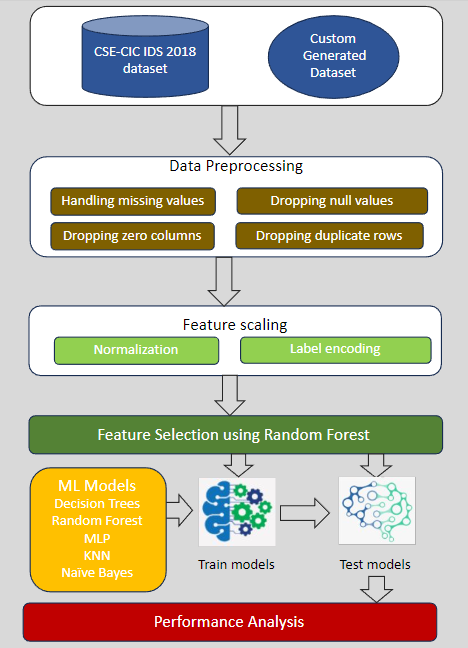 CSE-CIC IDS 2018
dataset
Custom
Generated
Dataset
Data Preprocessing
Handling missing values
Dropping null values
Dropping zero columns
Dropping duplicate rows
Feature scaling
Normalization
Label encoding
Feature Selection using Random Forest
ML Models
Decision Trees
Random Forest
MLP
KNN
Naïve Bayes
Train models
Test models
Performance Analysis